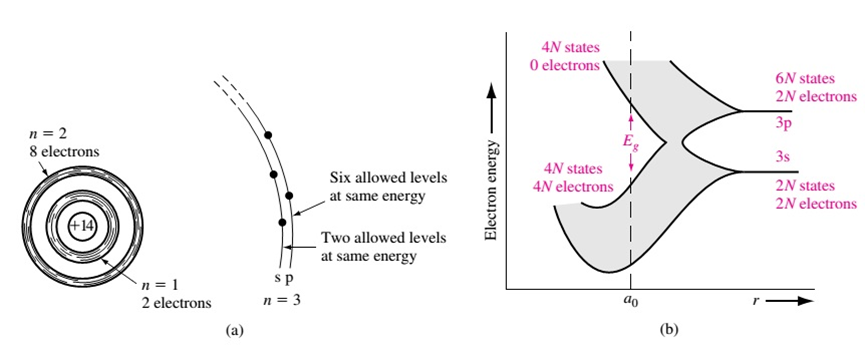 n = 2
8 electrons
+14
n = 1
2 electrons
Six allowed levels
at same energy
Two allowed levels
at same energy
s p
n = 3
(a)
4N states
0 electrons
6N states
2N electrons
3p
Eg
3s
4N states
4N electrons
2N states
2N electrons
Electron energy
a0
r
(b)